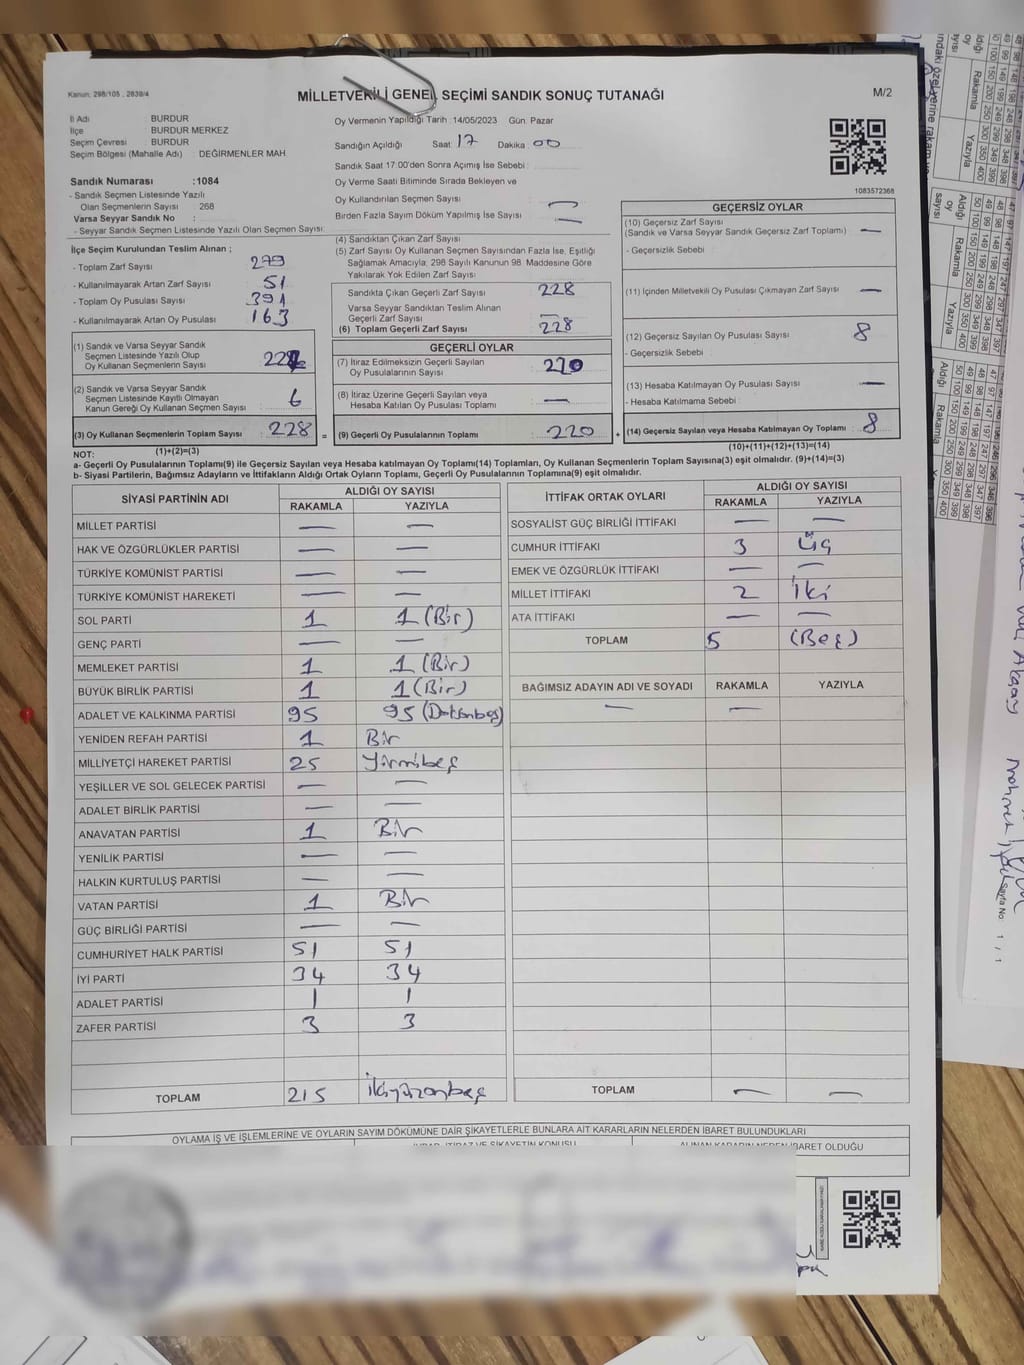 Kanun: 298/105 , 2839/4
MİLLETVEKİLİ GENEL SEÇİMİ SANDIK SONUÇ TUTANAĞI
M/2
İl Adı : BURDUR
İlçe : BURDUR MERKEZ
Seçim Çevresi : BURDUR
Seçim Bölgesi (Mahalle Adı) : DEĞİRMENLER MAH
Sandık Numarası :1084
- Sandık Seçmen Listesinde Yazılı
Olan Seçmenlerin Sayısı : 268
Varsa Seyyar Sandık No :
- Seyyar Sandık Seçmen Listesinde Yazılı Olan Seçmen Sayısı:
Oy Vermenin Yapıldığı Tarih :14/05/2023 Gün: Pazar
Sandığın Açıldığı Saat: 17 Dakika: 00
Sandık Saat 17:00'den Sonra Açımış İse Sebebi :
Oy Verme Saati Bitiminde Sırada Bekleyen ve
Oy Kullandırılan Seçmen Sayısı : —
Birden Fazla Sayım Döküm Yapılmış İse Sayısı : —
1083572368
İlçe Seçim Kurulundan Teslim Alınan ;
- Toplam Zarf Sayısı : 279
- Kullanılmayarak Artan Zarf Sayısı : 51
- Toplam Oy Pusulası Sayısı : 391
- Kullanılmayarak Artan Oy Pusulası : 163
(1) Sandık ve Varsa Seyyar Sandık
Seçmen Listesinde Yazılı Olup
Oy Kullanan Seçmenlerin Sayısı :
(2) Sandık ve Varsa Seyyar Sandık
Seçmen Listesinde Kayıtlı Olmayan
Kanun Gereği Oy Kullanan Seçmen Sayısı : 6
(3) Oy Kullanan Seçmenlerin Toplam Sayısı : 228
(1)+(2)=(3)
(4) Sandıktan Çıkan Zarf Sayısı :
(5) Zarf Sayısı Oy Kullanan Seçmen Sayısından Fazla İse, Eşitliği
Sağlamak Amacıyla, 298 Sayılı Kanunun 98. Maddesine Göre
Yakılarak Yok Edilen Zarf Sayısı :
Sandıkta Çıkan Geçerli Zarf Sayısı : 228
Varsa Seyyar Sandıktan Teslim Alınan
Geçerli Zarf Sayısı : —
(6) Toplam Geçerli Zarf Sayısı : 228
GEÇERLİ OYLAR
(7) İtiraz Edilmeksizin Geçerli Sayılan
Oy Pusulalarının Sayısı : 220
(8) İtiraz Üzerine Geçerli Sayılan veya
Hesaba Katılan Oy Pusulası Toplamı : —
= (9) Geçerli Oy Pusulalarının Toplamı : 220 +
GEÇERSİZ OYLAR
(10) Geçersiz Zarf Sayısı
(Sandık ve Varsa Seyyar Sandık Geçersiz Zarf Toplamı) : —
- Geçersizlik Sebebi :
(11) İçinden Milletvekili Oy Pusulası Çıkmayan Zarf Sayısı : —
(12) Geçersiz Sayılan Oy Pusulası Sayısı : 8
- Geçersizlik Sebebi :
(13) Hesaba Katılmayan Oy Pusulası Sayısı : —
- Hesaba Katılmama Sebebi :
(14) Geçersiz Sayılan veya Hesaba Katılmayan Oy Toplamı : 8
(10)+(11)+(12)+(13)=(14)
NOT:
a- Geçerli Oy Pusulalarının Toplamı(9) ile Geçersiz Sayılan veya Hesaba katılmayan Oy Toplamı(14) Toplamları, Oy Kullanan Seçmenlerin Toplam Sayısına(3) eşit olmalıdır. (9)+(14)=(3)
b- Siyasi Partilerin, Bağımsız Adayların ve İttifakların Aldığı Ortak Oyların Toplamı, Geçerli Oy Pusulalarının Toplamına(9) eşit olmalıdır.
SİYASİ PARTİNİN ADI ALDIĞI OY SAYISI
RAKAMLA YAZIYLA
MİLLET PARTİSİ — —
HAK VE ÖZGÜRLÜKLER PARTİSİ — —
TÜRKİYE KOMÜNİST PARTİSİ — —
TÜRKİYE KOMÜNİST HAREKETİ — —
SOL PARTİ 1 1 (Bir)
GENÇ PARTİ — —
MEMLEKET PARTİSİ 1 1 (Bir)
BÜYÜK BİRLİK PARTİSİ 1 1 (Bir)
ADALET VE KALKINMA PARTİSİ 95 95 (Doksanbeş)
YENİDEN REFAH PARTİSİ 1 Bir
MİLLİYETÇİ HAREKET PARTİSİ 25 Yirmibeş
YEŞİLLER VE SOL GELECEK PARTİSİ — —
ADALET BİRLİK PARTİSİ — —
ANAVATAN PARTİSİ 1 Bir
YENİLİK PARTİSİ — —
HALKIN KURTULUŞ PARTİSİ — —
VATAN PARTİSİ 1 Bir
GÜÇ BİRLİĞİ PARTİSİ — —
CUMHURİYET HALK PARTİSİ 51 51
İYİ PARTİ 34 34
ADALET PARTİSİ 1 1
ZAFER PARTİSİ 3 3
TOPLAM 215 İkiyüzonbeş
İTTİFAK ORTAK OYLARI ALDIĞI OY SAYISI
RAKAMLA YAZIYLA
SOSYALİST GÜÇ BİRLİĞİ İTTİFAKI — —
CUMHUR İTTİFAKI 3 Üç
EMEK VE ÖZGÜRLÜK İTTİFAKI — —
MİLLET İTTİFAKI 2 İki
ATA İTTİFAKI — —
TOPLAM 5 (Beş)
BAĞIMSIZ ADAYIN ADI VE SOYADI RAKAMLA YAZIYLA
— —
TOPLAM — —
OYLAMA İŞ VE İŞLEMLERİNE VE OYLARIN SAYIM DÖKÜMÜNE DAİR ŞİKAYETLERLE BUNLARA AİT KARARLARIN NELERDEN İBARET BULUNDUKLARI
Sayfa No: 1 / 1